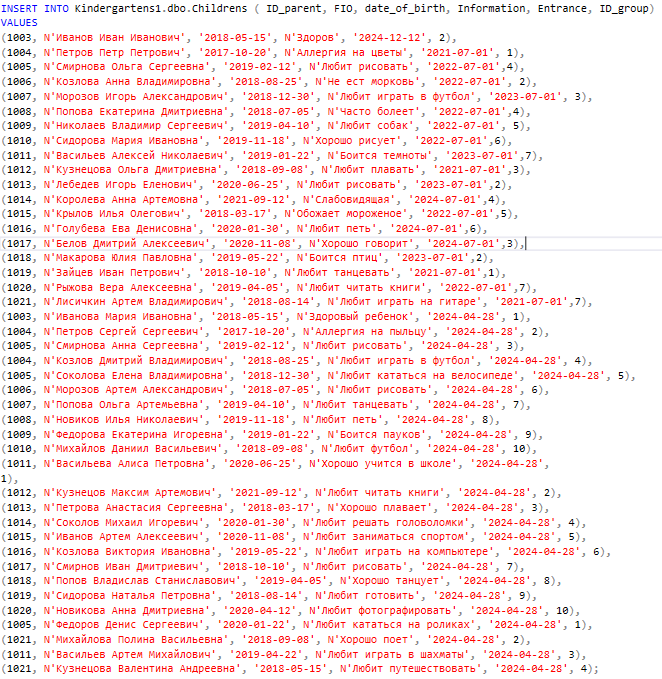 INSERT INTO Kindergartens1.dbo.Childrens ( ID_parent, FIO, date_of_birth, Information, Entrance, ID_group)
VALUES
(1003, N'Иванов Иван Иванович', '2018-05-15', N'Здоров', '2024-12-12', 2),
(1004, N'Петров Петр Петрович', '2017-10-20', N'Аллергия на цветы', '2021-07-01', 1),
(1005, N'Смирнова Ольга Сергеевна', '2019-02-12', N'Любит рисовать', '2022-07-01',4),
(1006, N'Козлова Анна Владимировна', '2018-08-25', N'Не ест морковь', '2022-07-01', 2),
(1007, N'Морозов Игорь Александрович', '2018-12-30', N'Любит играть в футбол', '2023-07-01', 3),
(1008, N'Попова Екатерина Дмитриевна', '2018-07-05', N'Часто болеет', '2022-07-01',4),
(1009, N'Николаев Владимир Сергеевич', '2019-04-10', N'Любит собак', '2022-07-01', 5),
(1010, N'Сидорова Мария Ивановна', '2019-11-18', N'Хорошо рисует', '2022-07-01',6),
(1011, N'Васильев Алексей Николаевич', '2019-01-22', N'Боится темноты', '2023-07-01',7),
(1012, N'Кузнецова Ольга Дмитриевна', '2018-09-08', N'Любит плавать', '2021-07-01',3),
(1013, N'Лебедев Игорь Еленович', '2020-06-25', N'Любит рисовать', '2023-07-01',2),
(1014, N'Королева Анна Артемовна', '2021-09-12', N'Слабовидящая', '2024-07-01',4),
(1015, N'Крылов Илья Олегович', '2018-03-17', N'Обожает мороженое', '2022-07-01',5),
(1016, N'Голубева Ева Денисовна', '2020-01-30', N'Любит петь', '2024-07-01',6),
(1017, N'Белов Дмитрий Алексеевич', '2020-11-08', N'Хорошо говорит', '2024-07-01',3),
(1018, N'Макарова Юлия Павловна', '2019-05-22', N'Боится птиц', '2023-07-01',2),
(1019, N'Зайцев Иван Петрович', '2018-10-10', N'Любит танцевать', '2021-07-01',1),
(1020, N'Рыжова Вера Алексеевна', '2019-04-05', N'Любит читать книги', '2022-07-01',7),
(1021, N'Лисичкин Артем Владимирович', '2018-08-14', N'Любит играть на гитаре', '2021-07-01',7),
(1003, N'Иванова Мария Ивановна', '2018-05-15', N'Здоровый ребенок', '2024-04-28', 1),
(1004, N'Петров Сергей Сергеевич', '2017-10-20', N'Аллергия на пыльцу', '2024-04-28', 2),
(1005, N'Смирнова Анна Сергеевна', '2019-02-12', N'Любит рисовать', '2024-04-28', 3),
(1004, N'Козлов Дмитрий Владимирович', '2018-08-25', N'Любит играть в футбол', '2024-04-28', 4),
(1005, N'Соколова Елена Владимировна', '2018-12-30', N'Любит кататься на велосипеде', '2024-04-28', 5),
(1006, N'Морозов Артем Александрович', '2018-07-05', N'Любит рисовать', '2024-04-28', 6),
(1007, N'Попова Ольга Артемьевна', '2019-04-10', N'Любит танцевать', '2024-04-28', 7),
(1008, N'Новиков Илья Николаевич', '2019-11-18', N'Любит петь', '2024-04-28', 8),
(1009, N'Федорова Екатерина Игоревна', '2019-01-22', N'Боится пауков', '2024-04-28', 9),
(1010, N'Михайлов Даниил Васильевич', '2018-09-08', N'Любит футбол', '2024-04-28', 10),
(1011, N'Васильева Алиса Петровна', '2020-06-25', N'Хорошо учится в школе', '2024-04-28',
1),
(1012, N'Кузнецов Максим Артемович', '2021-09-12', N'Любит читать книги', '2024-04-28', 2),
(1013, N'Петрова Анастасия Сергеевна', '2018-03-17', N'Хорошо плавает', '2024-04-28', 3),
(1014, N'Соколов Михаил Игоревич', '2020-01-30', N'Любит решать головоломки', '2024-04-28', 4),
(1015, N'Иванов Артем Алексеевич', '2020-11-08', N'Любит заниматься спортом', '2024-04-28', 5),
(1016, N'Козлова Виктория Ивановна', '2019-05-22', N'Любит играть на компьютере', '2024-04-28', 6),
(1017, N'Смирнов Иван Дмитриевич', '2018-10-10', N'Любит рисовать', '2024-04-28', 7),
(1018, N'Попов Владислав Станиславович', '2019-04-05', N'Хорошо танцует', '2024-04-28', 8),
(1019, N'Сидорова Наталья Петровна', '2018-08-14', N'Любит готовить', '2024-04-28', 9),
(1020, N'Новикова Анна Дмитриевна', '2020-04-12', N'Любит фотографировать', '2024-04-28', 10),
(1005, N'Федоров Денис Сергеевич', '2020-01-22', N'Любит кататься на роликах', '2024-04-28', 1),
(1021, N'Михайлова Полина Васильевна', '2018-09-08', N'Хорошо поет', '2024-04-28', 2),
(1011, N'Васильев Артем Михайлович', '2019-04-22', N'Любит играть в шахматы', '2024-04-28', 3),
(1021, N'Кузнецова Валентина Андреевна', '2018-05-15', N'Любит путешествовать', '2024-04-28', 4);